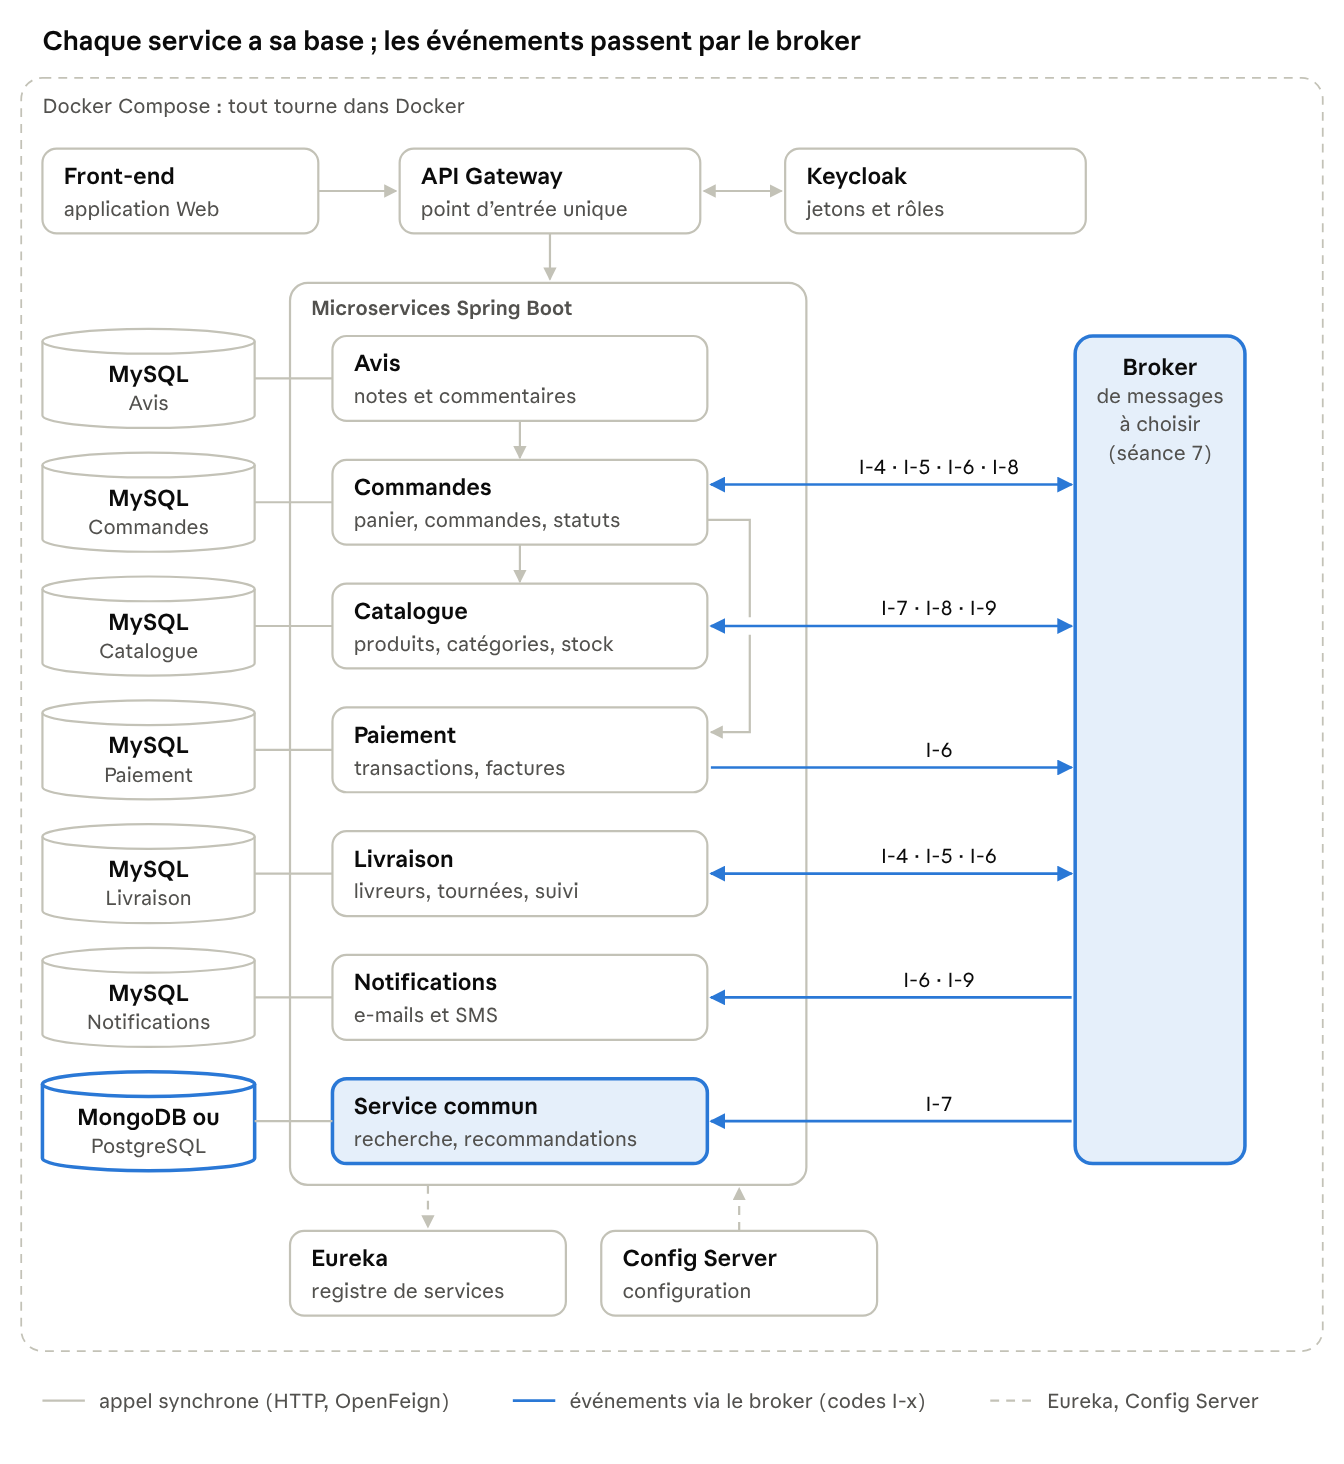 Chaque service a sa base ; les événements passent par le broker
Docker Compose : tout tourne dans Docker
Front-end
application Web
API Gateway
point d’entrée unique
Keycloak
jetons et rôles
Microservices Spring Boot
MySQL
Avis
Avis
notes et commentaires
Broker
de messages
à choisir
(séance 7)
MySQL
Commandes
Commandes
panier, commandes, statuts
I-4 · I-5 · I-6 · I-8
MySQL
Catalogue
Catalogue
produits, catégories, stock
I-7 · I-8 · I-9
MySQL
Paiement
Paiement
transactions, factures
I-6
MySQL
Livraison
Livraison
livreurs, tournées, suivi
I-4 · I-5 · I-6
MySQL
Notifications
Notifications
e-mails et SMS
I-6 · I-9
MongoDB ou
PostgreSQL
Service commun
recherche, recommandations
I-7
Eureka
registre de services
Config Server
configuration
appel synchrone (HTTP, OpenFeign)
événements via le broker (codes I-x)
Eureka, Config Server